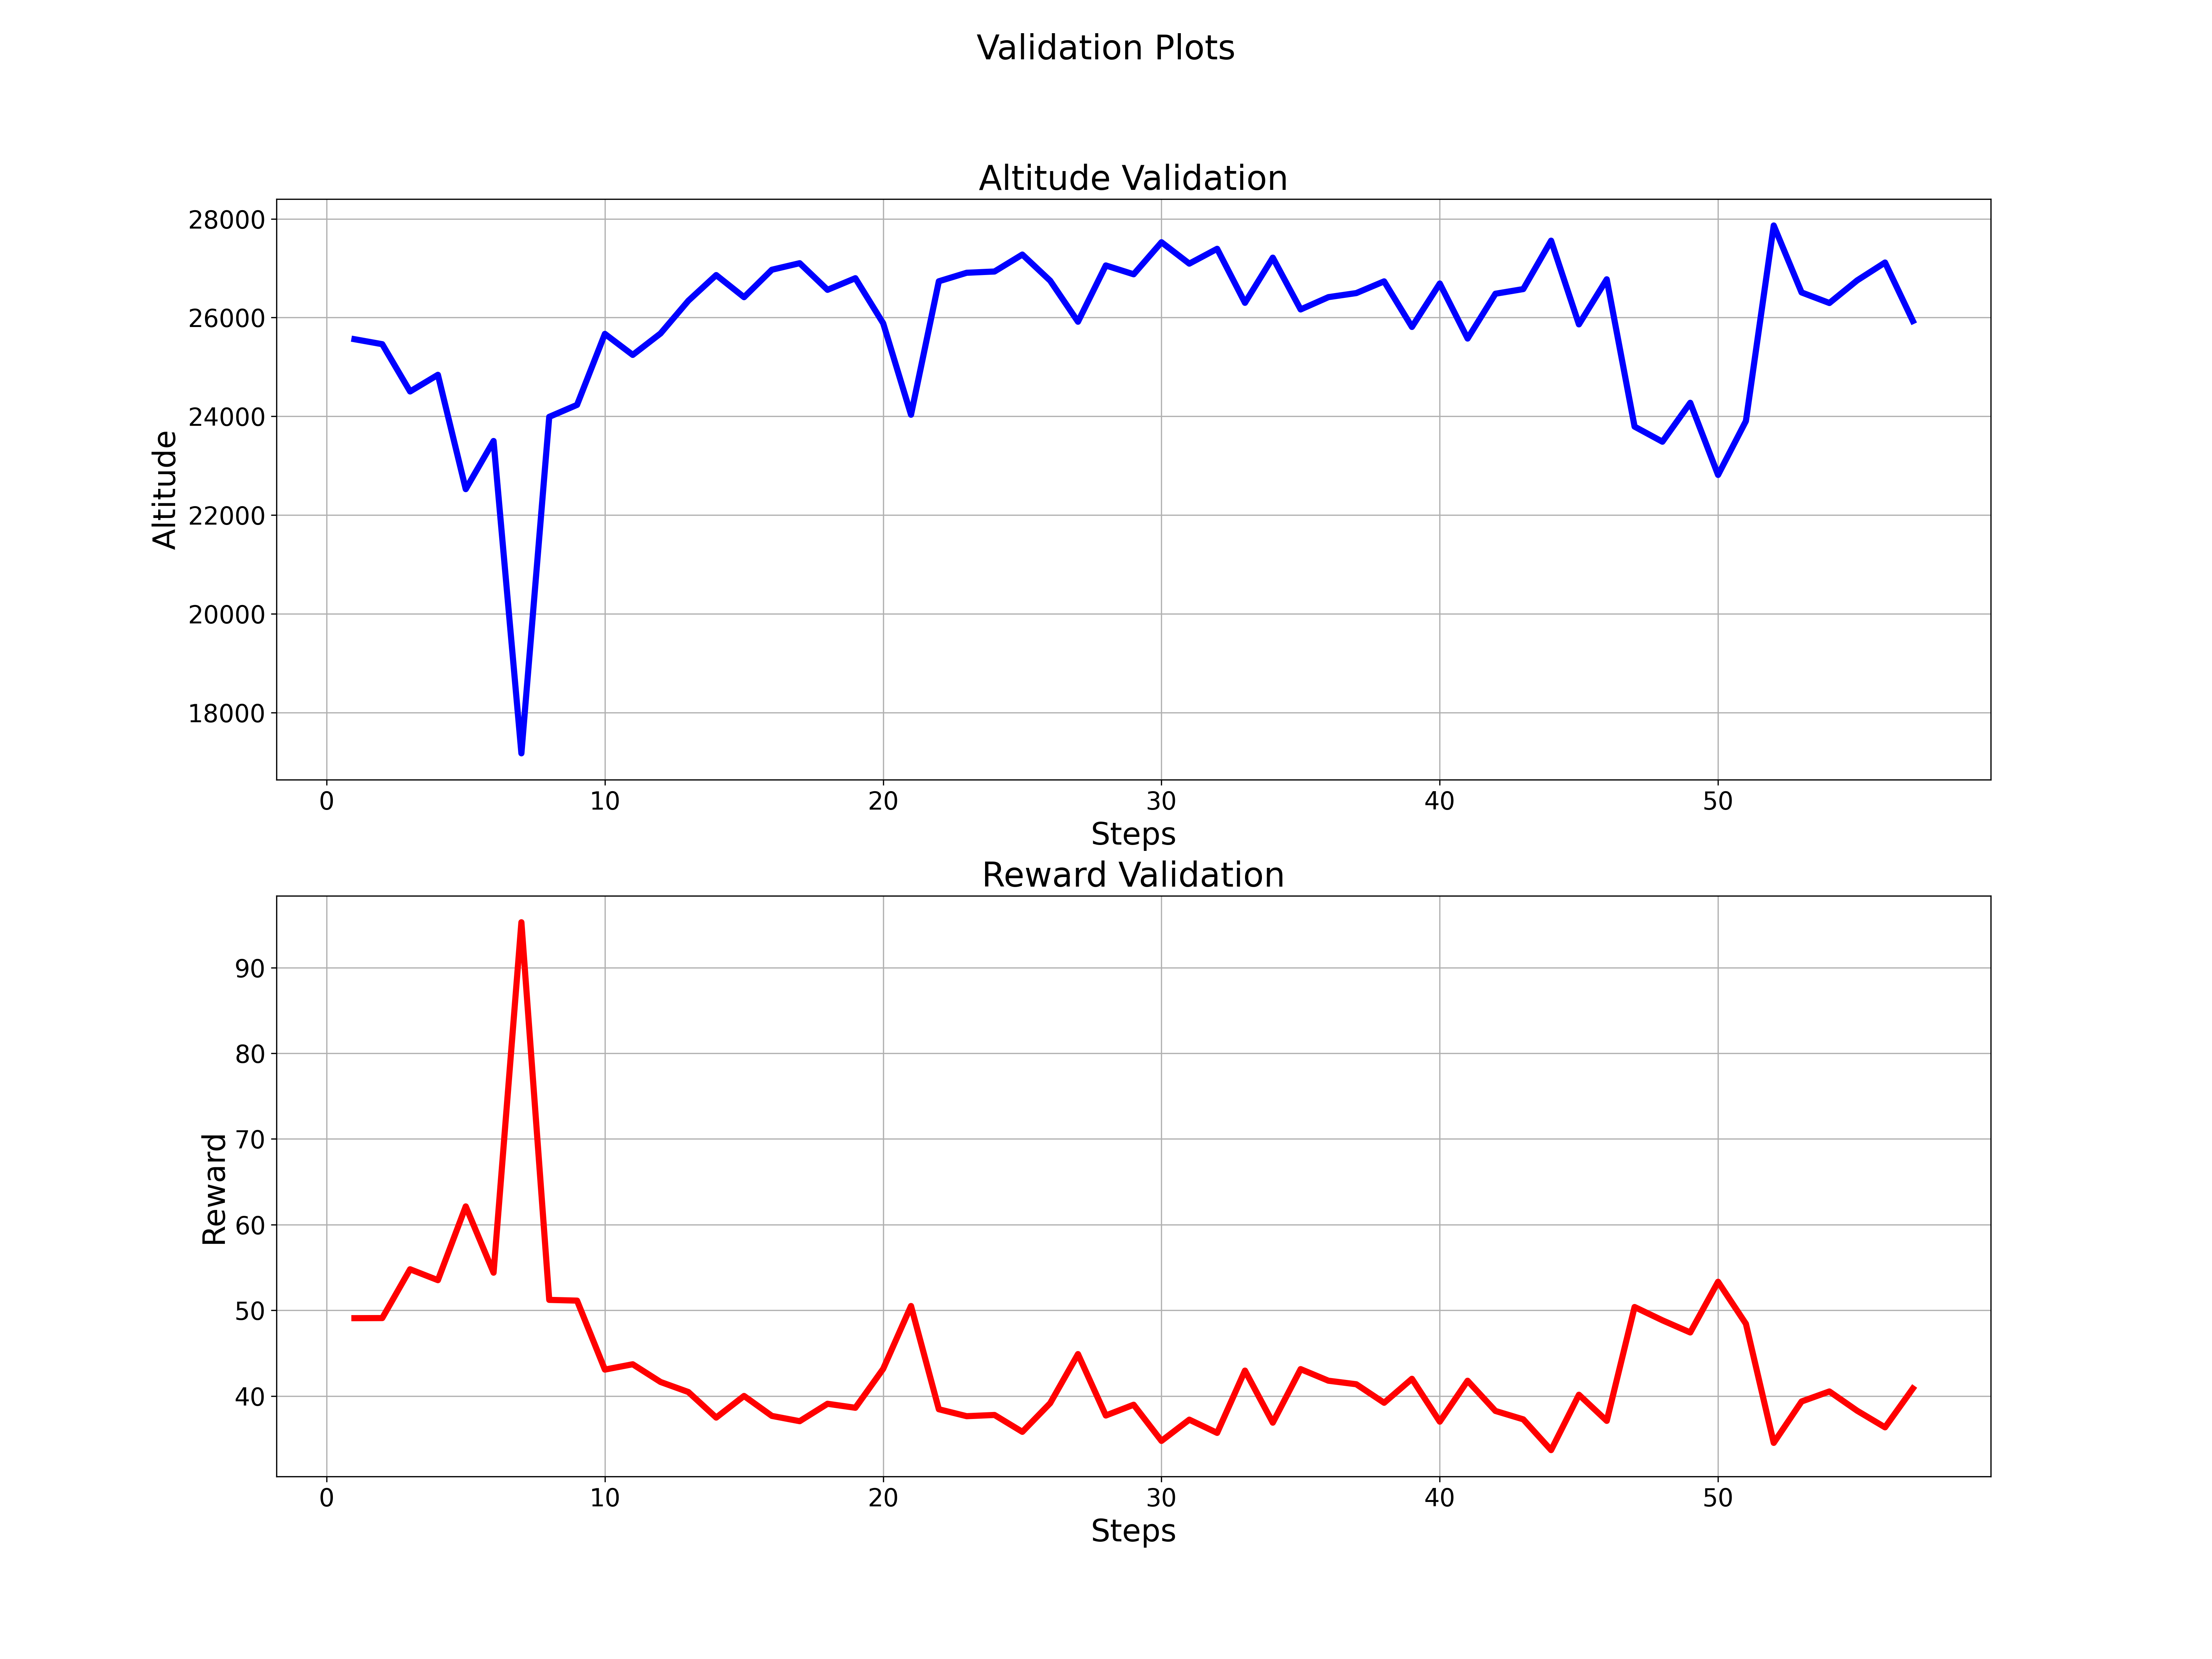 Validation Plots
Altitude Validation
28000
26000
24000
22000
20000
18000
Altitude
0 10 20 30 40 50
Steps
Reward Validation
90
80
70
60
50
40
Reward
0 10 20 30 40 50
Steps